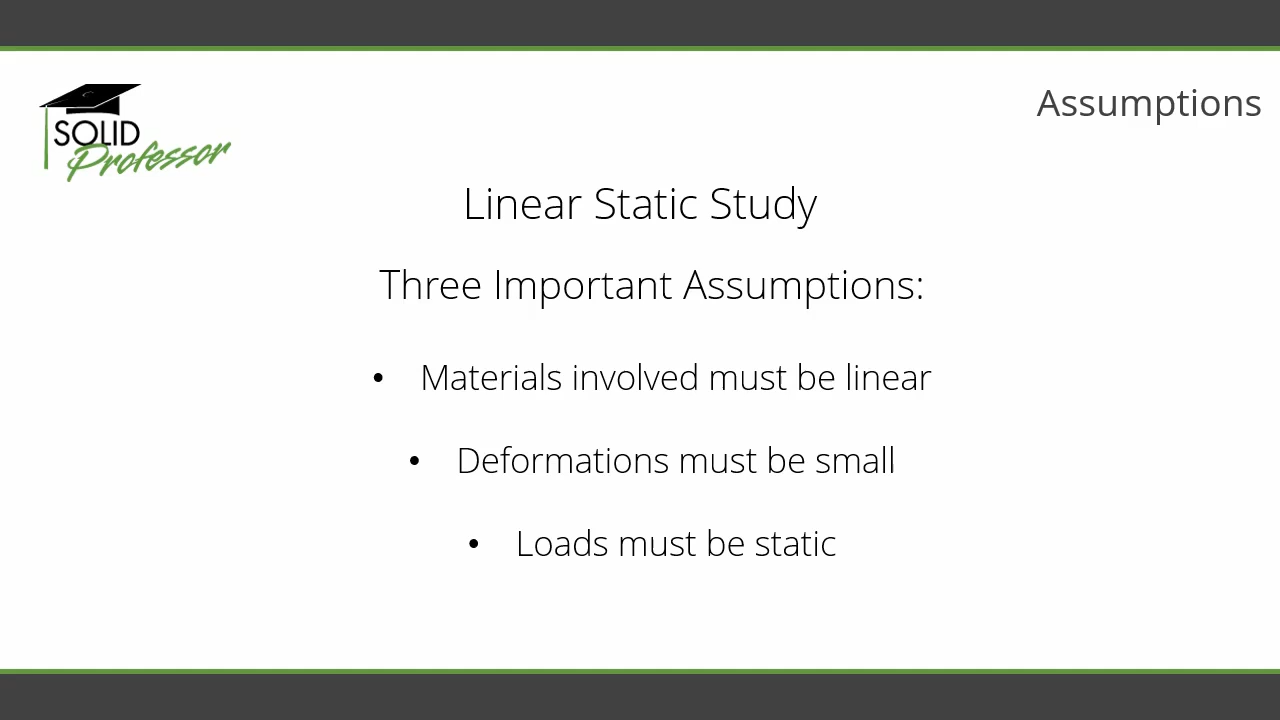 Assumptions
SOLID
Professor
Linear Static Study
Three Important Assumptions:
• Materials involved must be linear
• Deformations must be small
• Loads must be static